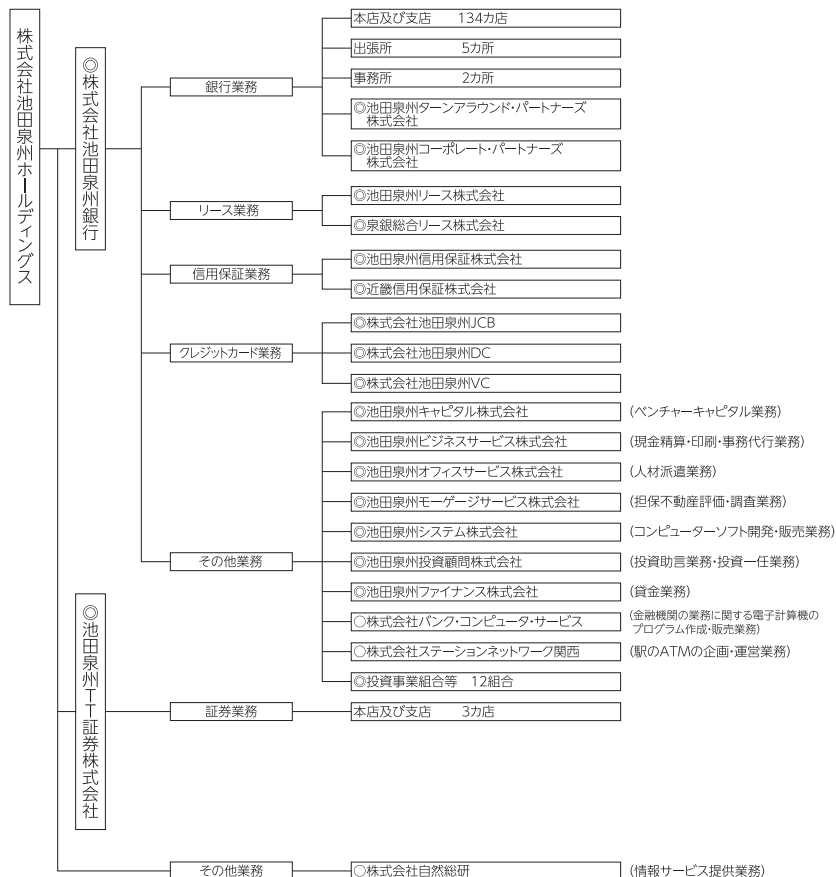 株式会社池田泉州ホールディングス
◎株式会社池田泉州銀行
銀行業務
本店及び支店 134カ店
出張所 5カ所
事務所 2カ所
◎池田泉州ターンアラウンド・パートナーズ
株式会社
◎池田泉州コーポレート・パートナーズ
株式会社
リース業務
◎池田泉州リース株式会社
◎泉銀総合リース株式会社
信用保証業務
◎池田泉州信用保証株式会社
◎近畿信用保証株式会社
クレジットカード業務
◎株式会社池田泉州JCB
◎株式会社池田泉州DC
◎株式会社池田泉州VC
その他業務
◎池田泉州キャピタル株式会社 (ベンチャーキャピタル業務)
◎池田泉州ビジネスサービス株式会社 (現金精算・印刷・事務代行業務)
◎池田泉州オフィスサービス株式会社 (人材派遣業務)
◎池田泉州モーゲージサービス株式会社 (担保不動産評価・調査業務)
◎池田泉州システム株式会社 (コンピューターソフト開発・販売業務)
◎池田泉州投資顧問株式会社 (投資助言業務・投資一任業務)
◎池田泉州ファイナンス株式会社 (貸金業務)
○株式会社バンク・コンピュータ・サービス (金融機関の業務に関する電子計算機の
プログラム作成・販売業務)
○株式会社ステーションネットワーク関西 (駅のATMの企画・運営業務)
◎投資事業組合等 12組合
◎池田泉州TT証券株式会社
証券業務
本店及び支店 3カ店
その他業務
○株式会社自然総研 (情報サービス提供業務)